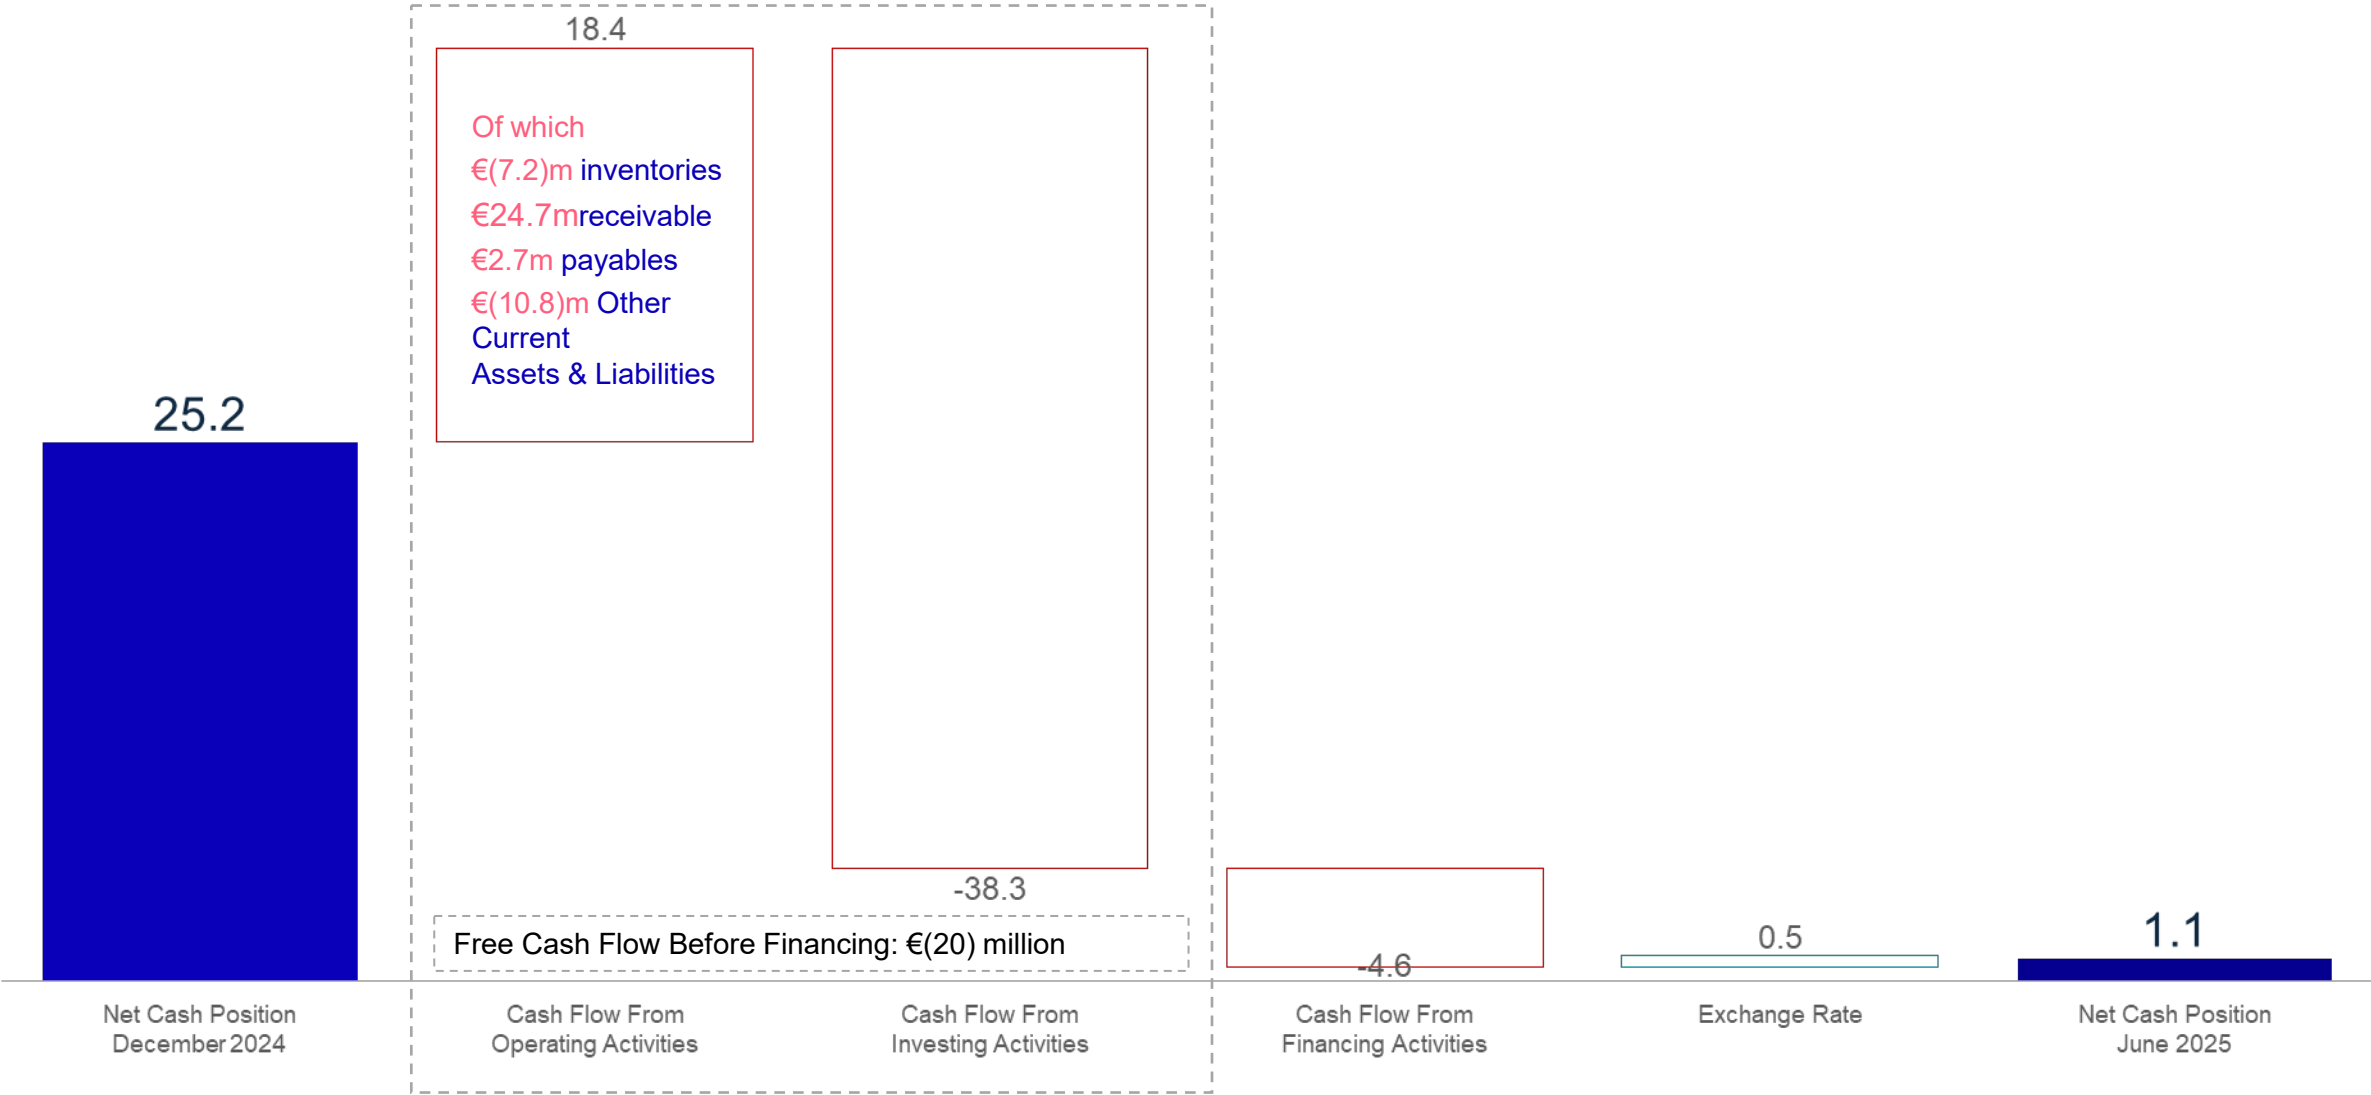 18.4
Of which
€(7.2)m inventories
€24.7mreceivable
€2.7m payables
€(10.8)m Other
Current
Assets & Liabilities
25.2
-38.3
Free Cash Flow Before Financing: €(20) million
-4.6
0.5
1.1
Net Cash Position
December 2024
Cash Flow From
Operating Activities
Cash Flow From
Investing Activities
Cash Flow From
Financing Activities
Exchange Rate
Net Cash Position
June 2025